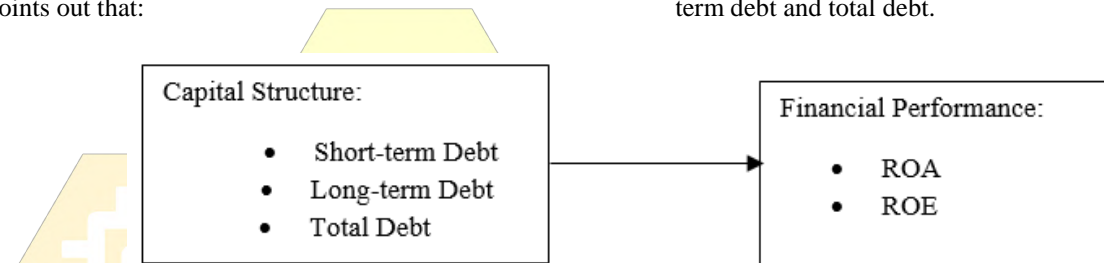 oints out that:
term debt and total debt.
Capital Structure:
• Short-term Debt
• Long-term Debt
• Total Debt
Financial Performance:
• ROA
• ROE